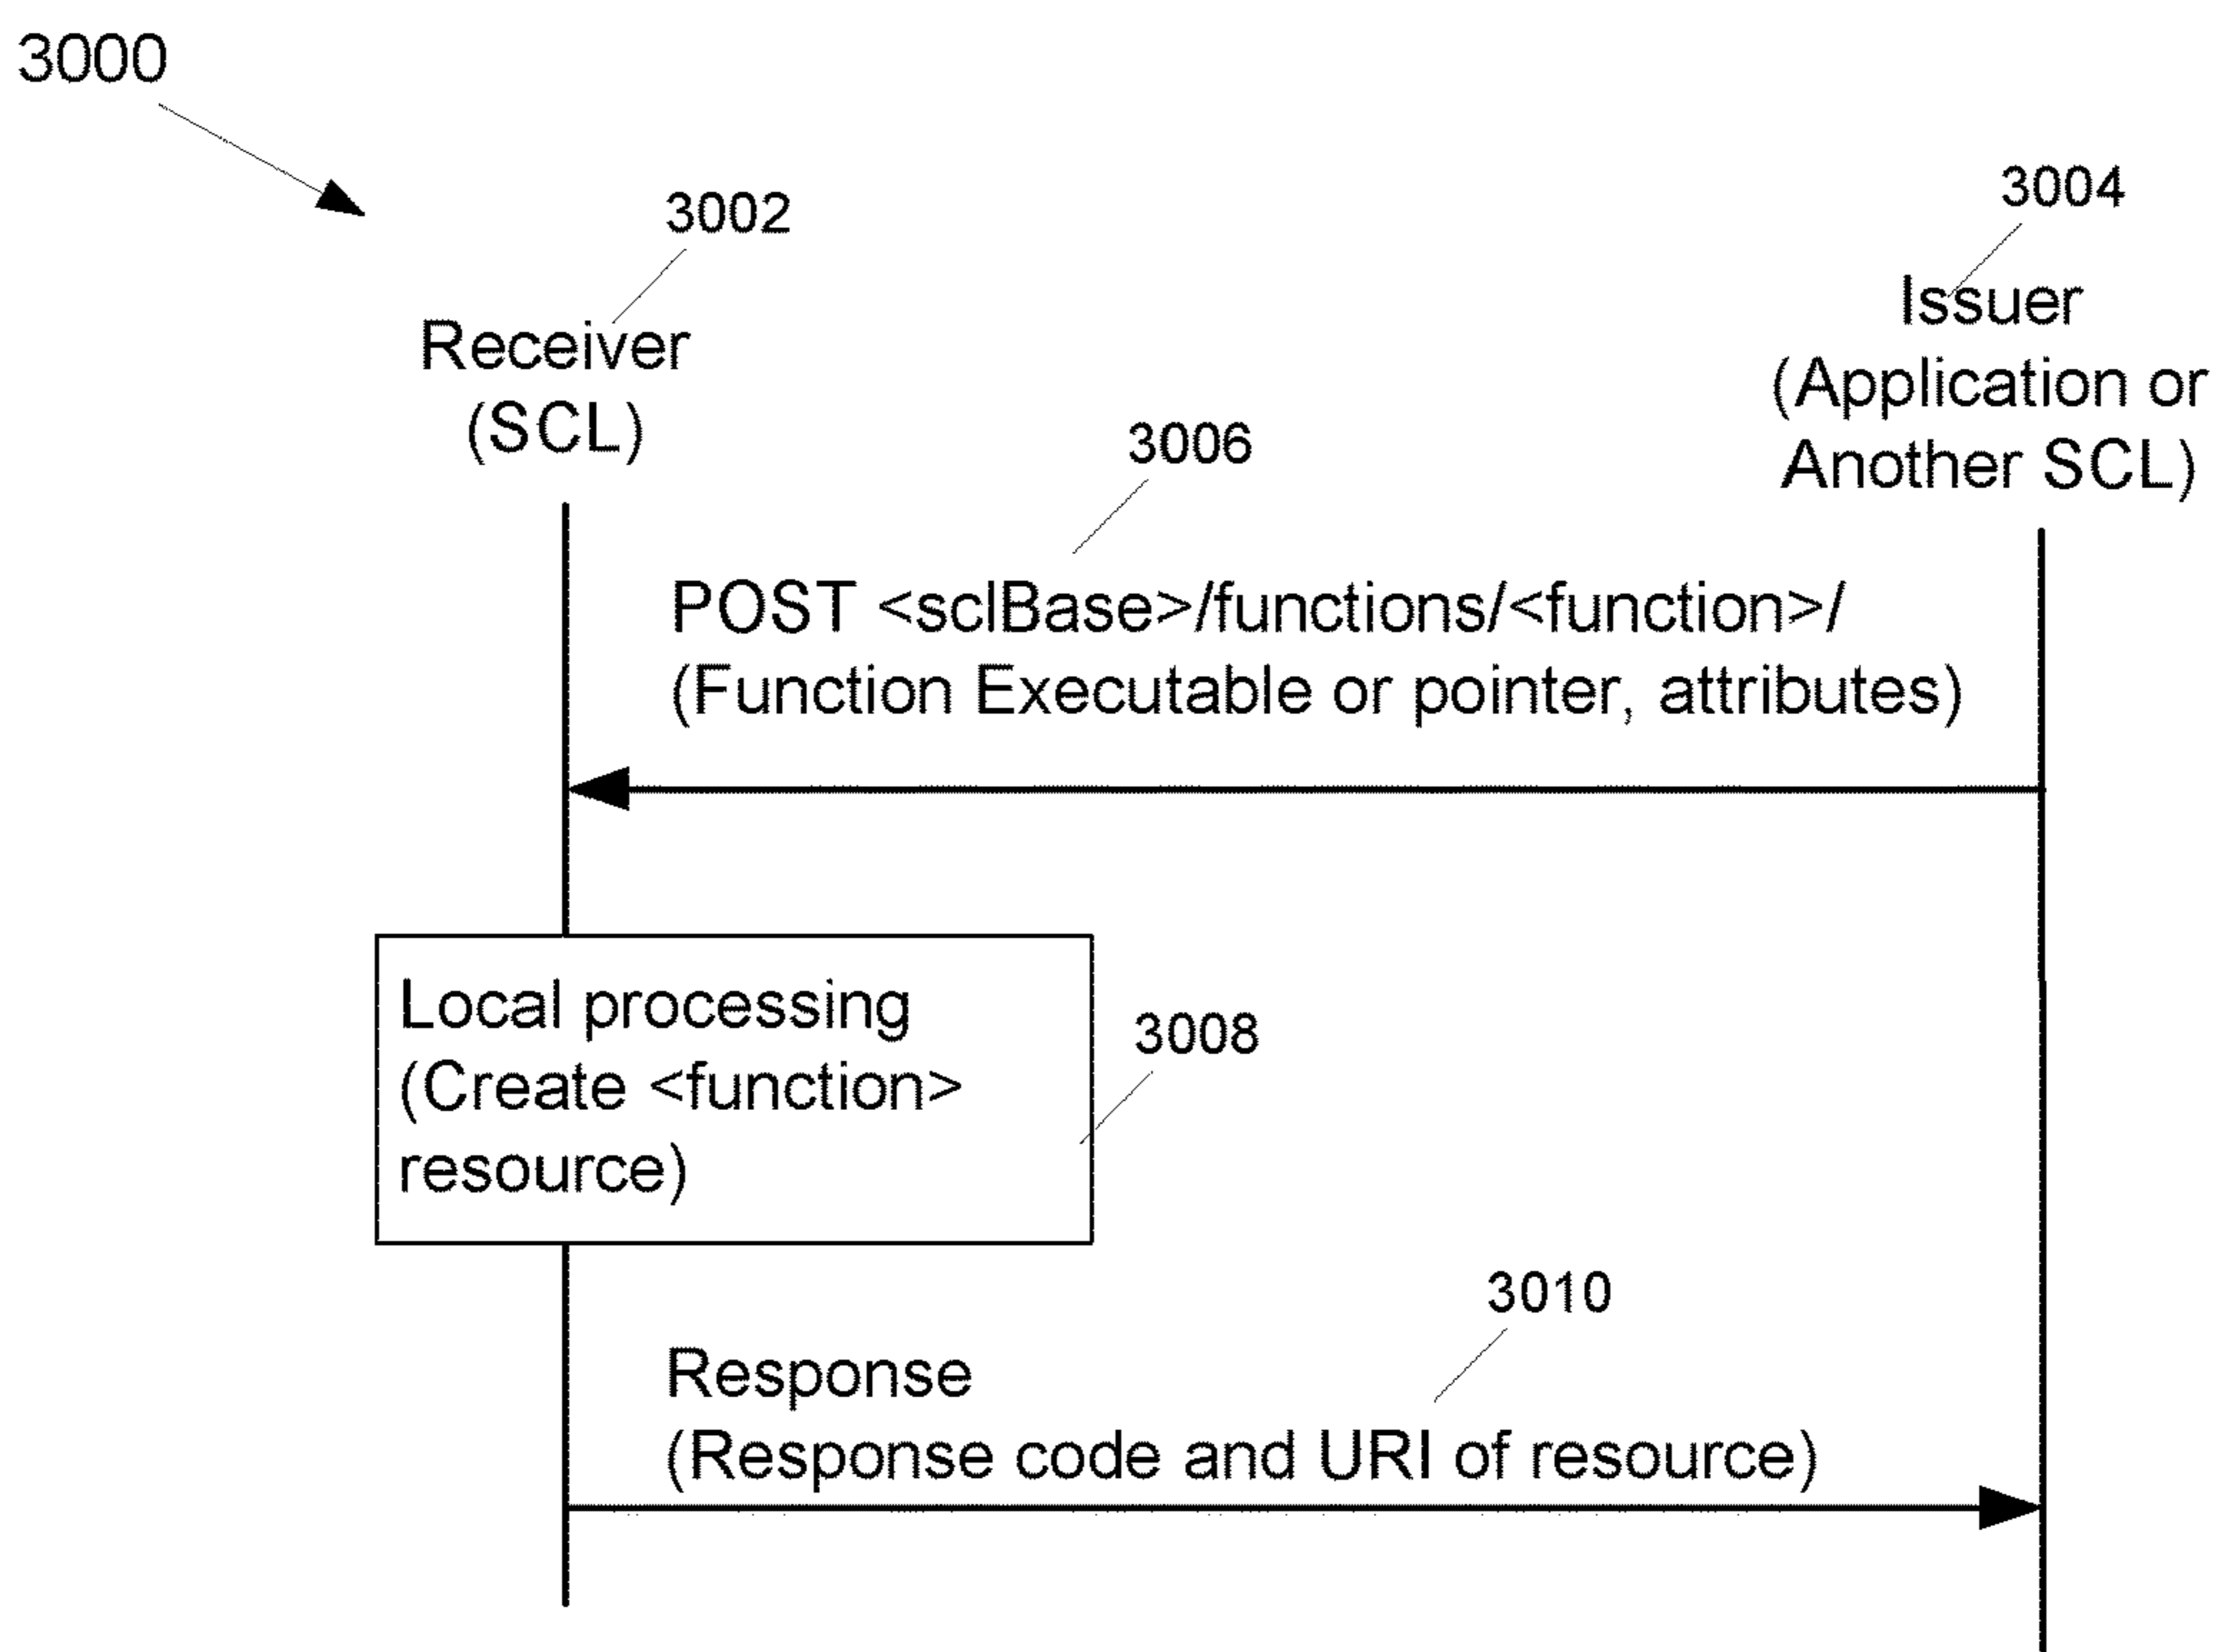 3000
3002
3004
Receiver
(SCL)
Issuer
(Application or
Another SCL)
3006
POST <sclBase>/functions/<function>/
(Function Executable or pointer, attributes)
Local processing
(Create <function>
resource)
3008
3010
Response
(Response code and URI of resource)